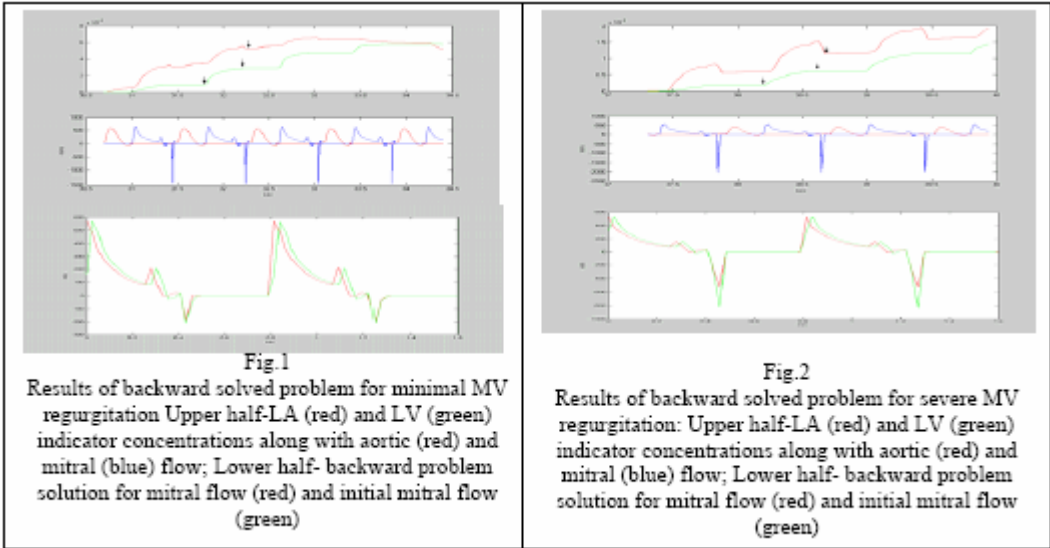 Fig.1
Results of backward solved problem for minimal MV
regurgitation Upper half-LA (red) and LV (green)
indicator concentrations along with aortic (red) and
mitral (blue) flow; Lower half- backward problem
solution for mitral flow (red) and initial mitral flow
(green)
Fig.2
Results of backward solved problem for severe MV
regurgitation: Upper half-LA (red) and LV (green)
indicator concentrations along with aortic (red) and
mitral (blue) flow; Lower half- backward problem
solution for mitral flow (red) and initial mitral flow
(green)